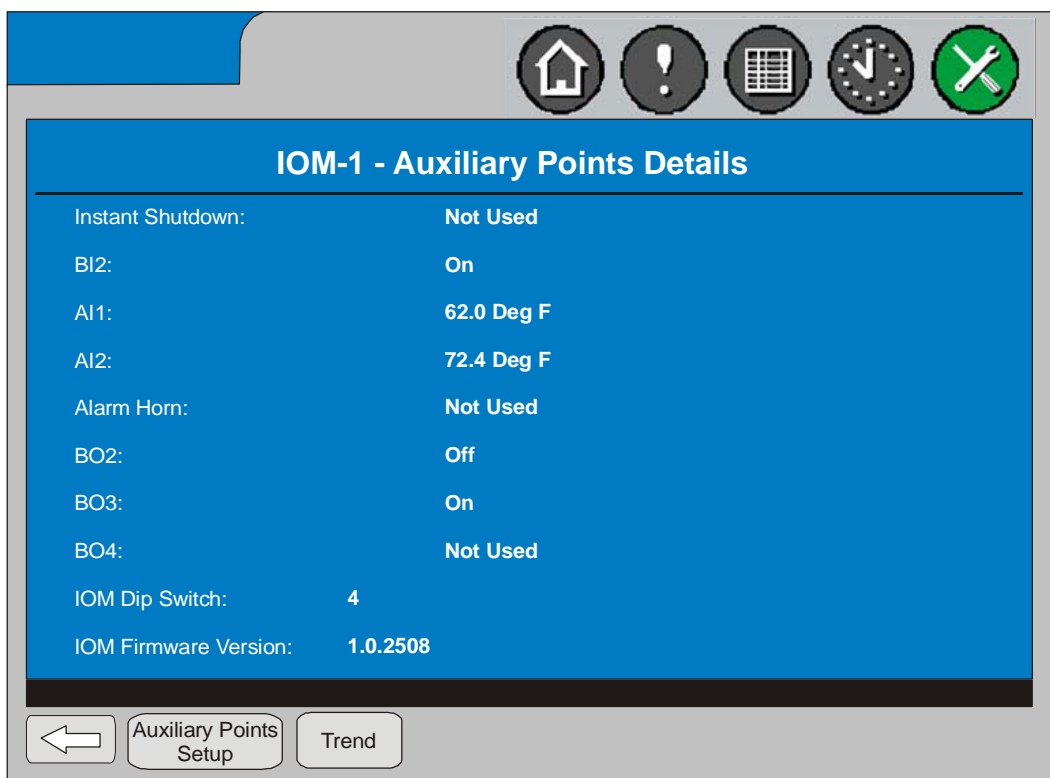 IOM-1 - Auxiliary Points Details
Instant Shutdown: Not Used
BI2: On
AI1: 62.0 Deg F
AI2: 72.4 Deg F
Alarm Horn: Not Used
BO2: Off
BO3: On
BO4: Not Used
IOM Dip Switch: 4
IOM Firmware Version: 1.0.2508
Auxiliary Points
Setup
Trend